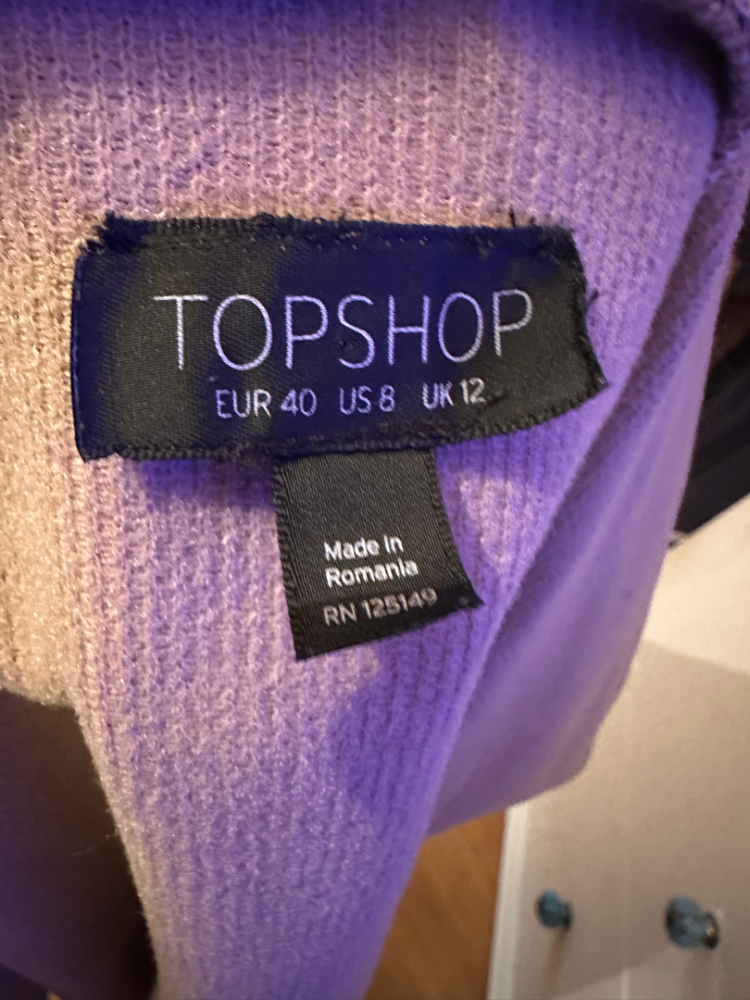 TOPSHOP
EUR 40 US 8 UK 12
Made in
Romania
RN 125149